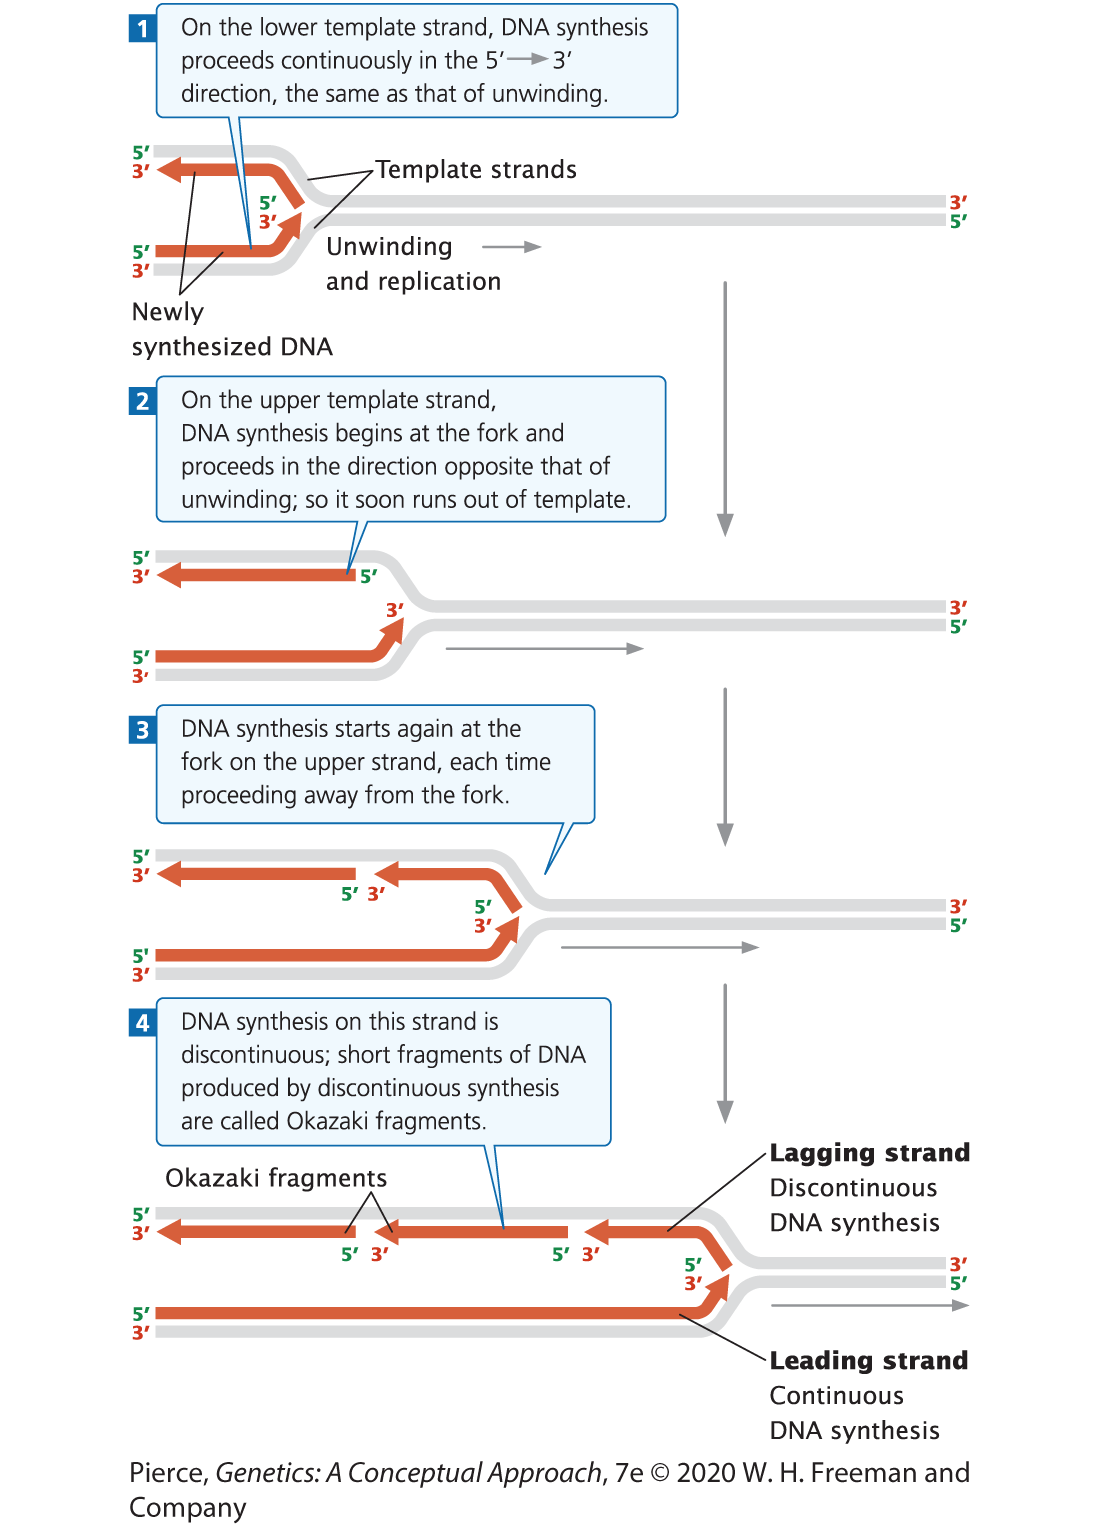 1 On the lower template strand, DNA synthesis
proceeds continuously in the 5′ → 3′
direction, the same as that of unwinding.
5′
3′
Template strands
5′
3′
3′
5′
5′
3′
Unwinding
and replication
Newly
synthesized DNA
2 On the upper template strand,
DNA synthesis begins at the fork and
proceeds in the direction opposite that of
unwinding; so it soon runs out of template.
5′
3′
5′
3′
3′
5′
5′
3′
3 DNA synthesis starts again at the
fork on the upper strand, each time
proceeding away from the fork.
5′
3′
5′ 3′
5′
3′
3′
5′
5'
3′
4 DNA synthesis on this strand is
discontinuous; short fragments of DNA
produced by discontinuous synthesis
are called Okazaki fragments.
Okazaki fragments
Lagging strand
Discontinuous
DNA synthesis
5′
3′
5′ 3′
5′ 3′
5′
3′
3′
5′
5′
3′
Leading strand
Continuous
DNA synthesis
Pierce, Genetics: A Conceptual Approach, 7e © 2020 W. H. Freeman and
Company